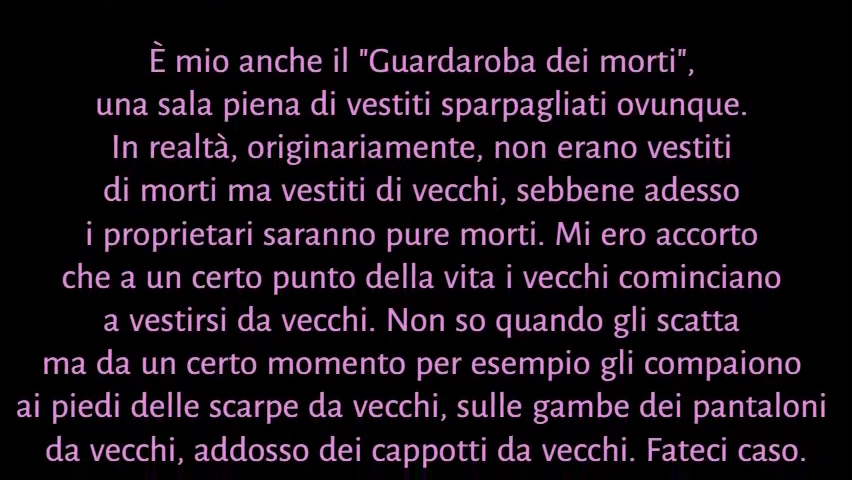 È mio anche il "Guardaroba dei morti",
una sala piena di vestiti sparpagliati ovunque.
In realtà, originariamente, non erano vestiti
di morti ma vestiti di vecchi, sebbene adesso
i proprietari saranno pure morti. Mi ero accorto
che a un certo punto della vita i vecchi cominciano
a vestirsi da vecchi. Non so quando gli scatta
ma da un certo momento per esempio gli compaiono
ai piedi delle scarpe da vecchi, sulle gambe dei pantaloni
da vecchi, addosso dei cappotti da vecchi. Fateci caso.